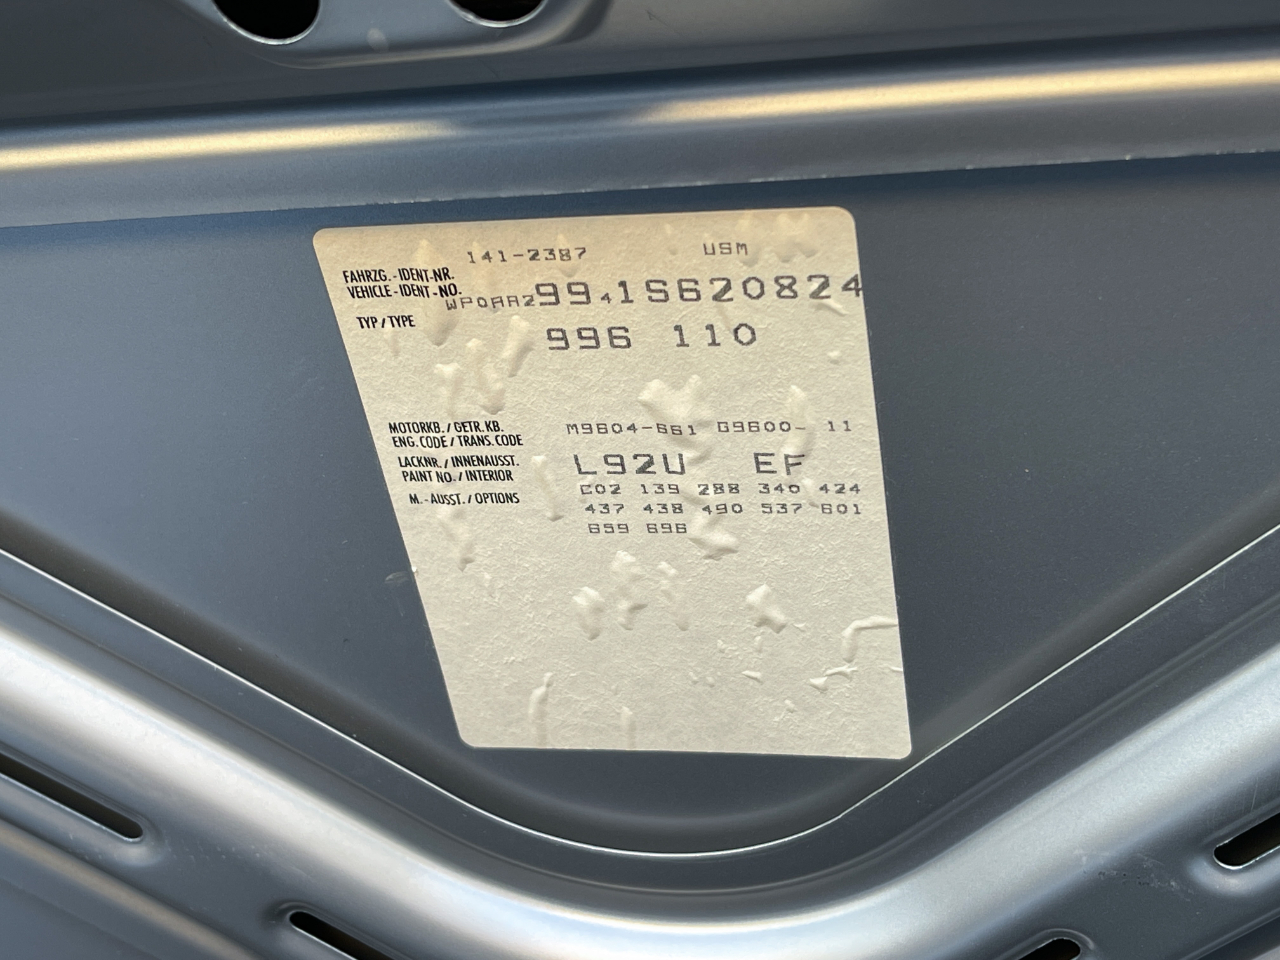 141-2387 USM
FAHRZG.-IDENT-NR.
VEHICLE-IDENT-NO. WP0AA29941S620824
TYP/TYPE 996 110
MOTORKB./GETR.KB.
ENG.CODE/TRANS.CODE M9604-661 G9600- 11
LACKNR./INNENAUSST. L92U EF
PAINT NO./INTERIOR
M.-AUSST./OPTIONS C02 139 288 340 424
437 438 490 537 601
659 696